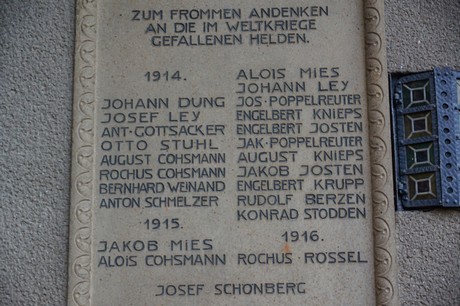 ZUM FROMMEN ANDENKEN
AN DIE IM WELTKRIEGE
GEFALLENEN HELDEN.
1914.
JOHANN DUNG
JOSEF LEY
ANT·GOTTSACKER
OTTO STUHL
AUGUST COHSMANN
ROCHUS COHSMANN
BERNHARD WEINAND
ANTON SCHMELZER
1915.
JAKOB MIES
ALOIS COHSMANN
ALOIS MIES
JOHANN LEY
JOS·POPPELREUTER
ENGELBERT KNIEPS
ENGELBERT JOSTEN
JAK·POPPELREUTER
AUGUST KNIEPS
JAKOB JOSTEN
ENGELBERT KRUPP
RUDOLF BERZEN
KONRAD STODDEN
1916.
ROCHUS RÖSSEL
JOSEF SCHÖNBERG